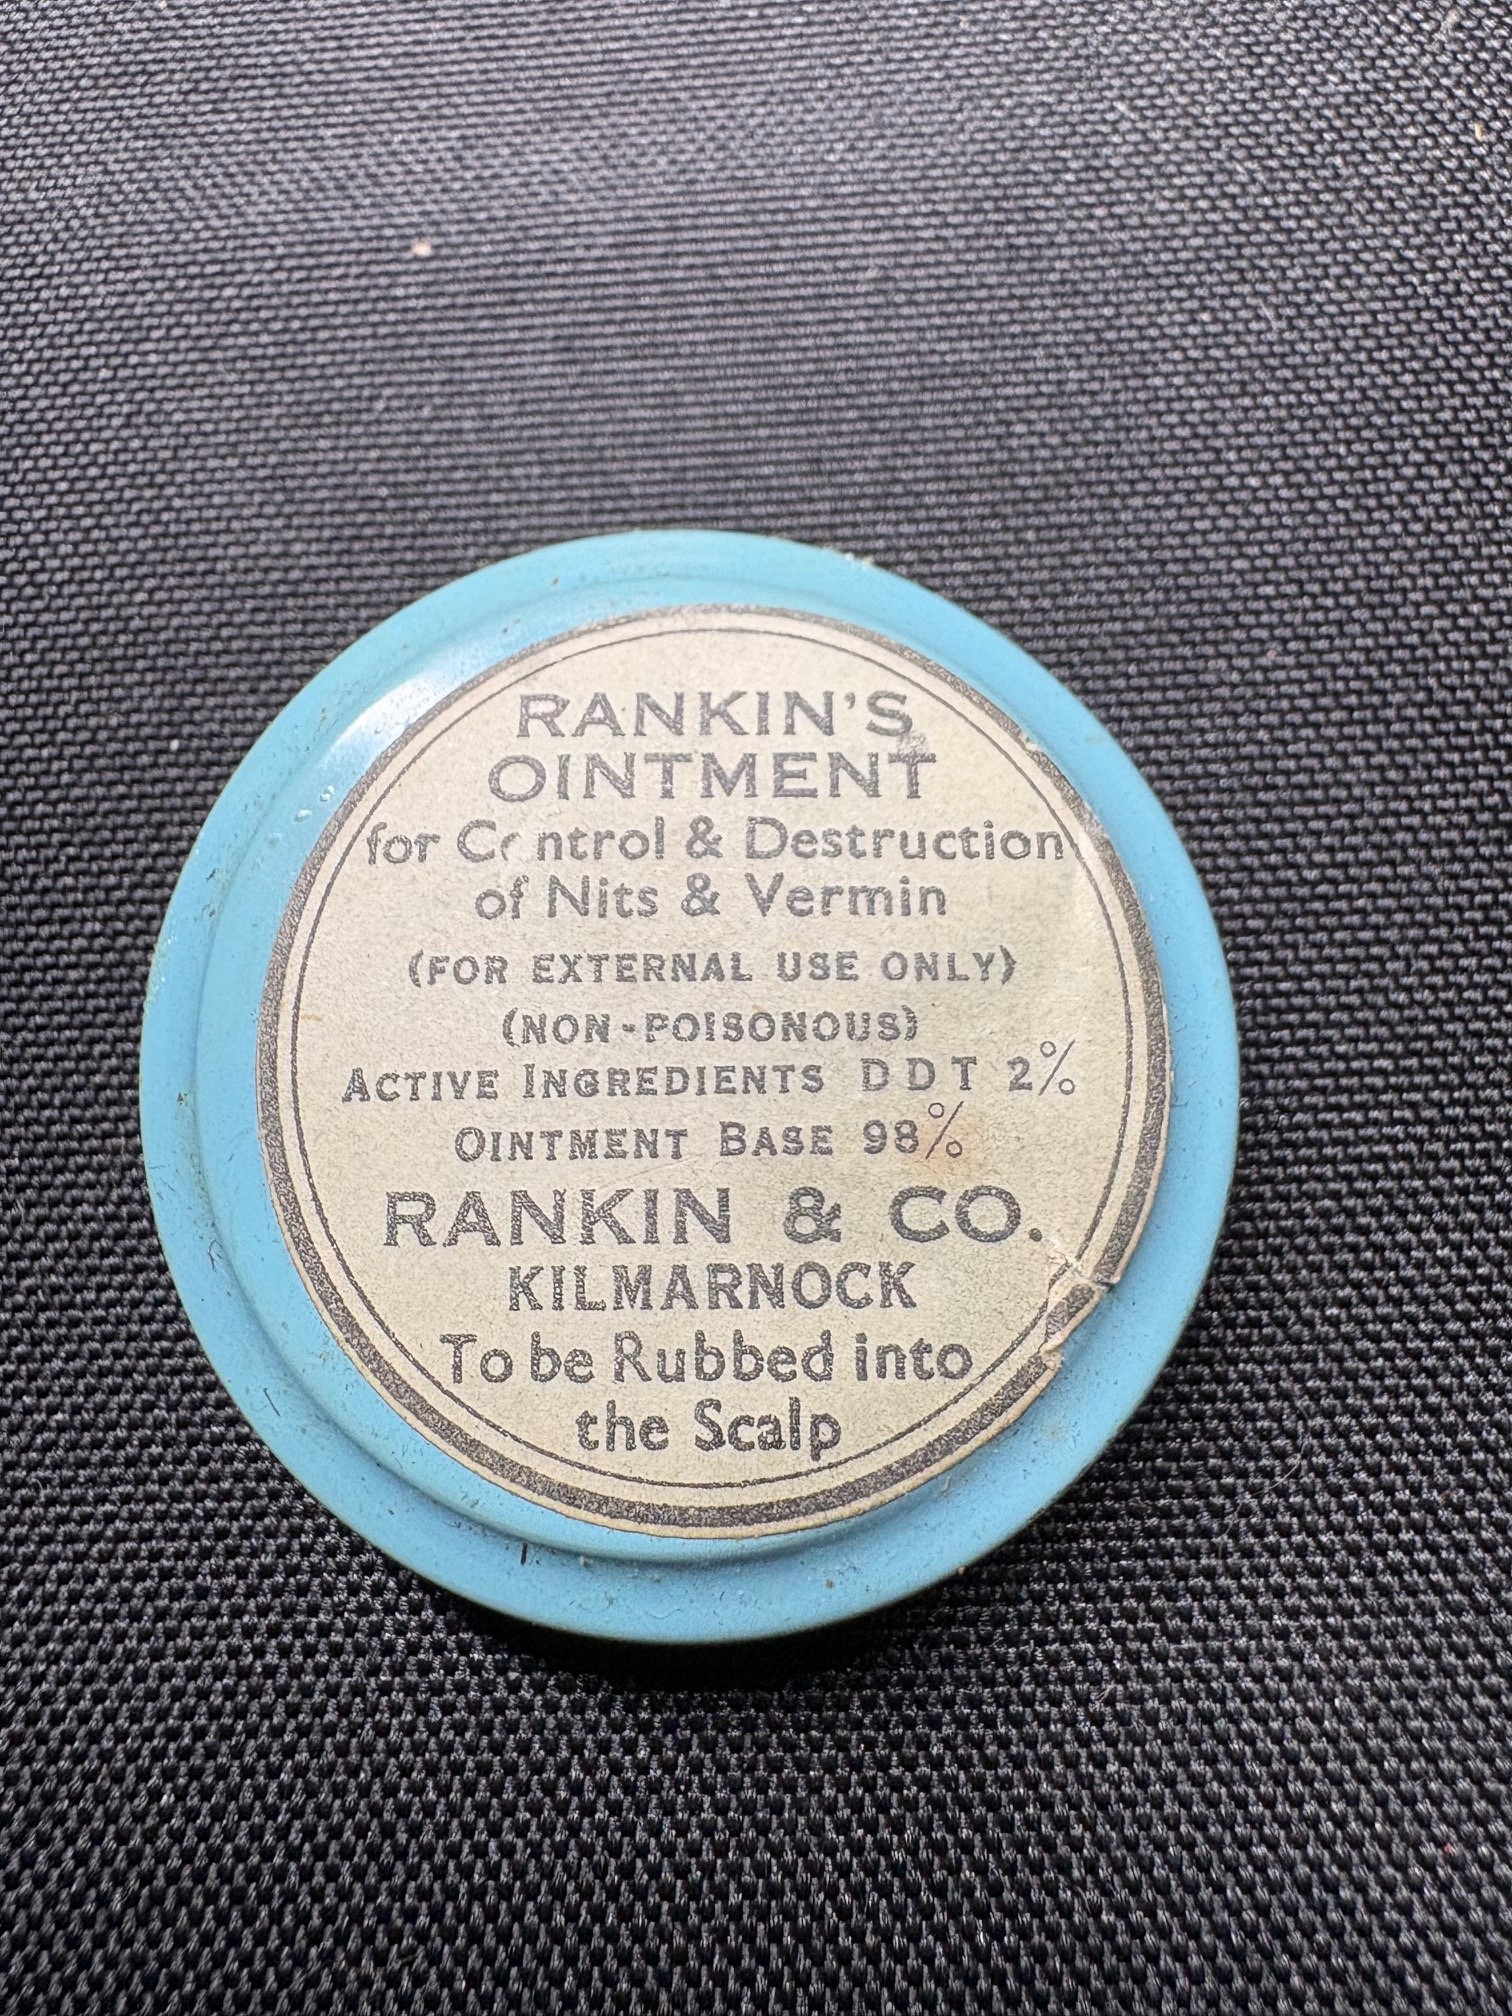 RANKIN'S
OINTMENT
for Control & Destruction
of Nits & Vermin
(FOR EXTERNAL USE ONLY)
(NON-POISONOUS)
ACTIVE INGREDIENTS D D T 2%
OINTMENT BASE 98%
RANKIN & CO.
KILMARNOCK
To be Rubbed into
the Scalp